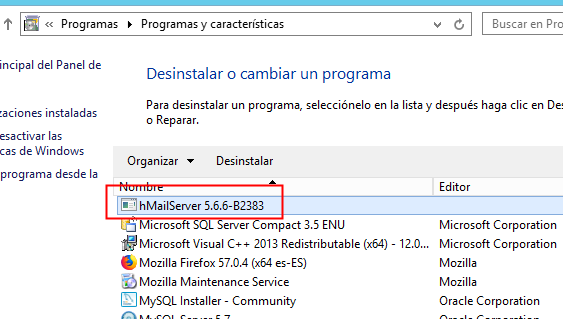 Programas Programas y características
Buscar en Pro
ncipal del Panel de
Desinstalar o cambiar un programa
Para desinstalar un programa, selecciónelo en la lista y después haga clic en Des
o Reparar.
zaciones instaladas
esactivar las
cas de Windows
programa desde la
Organizar Desinstalar
Nombre Editor
hMailServer 5.6.6-B2383
Microsoft SQL Server Compact 3.5 ENU Microsoft Corporation
Microsoft Visual C++ 2013 Redistributable (x64) - 12.0... Microsoft Corporation
Mozilla Firefox 57.0.4 (x64 es-ES) Mozilla
Mozilla Maintenance Service Mozilla
MySQL Installer - Community Oracle Corporation
MySQL Server 5.7 Oracle Corporation